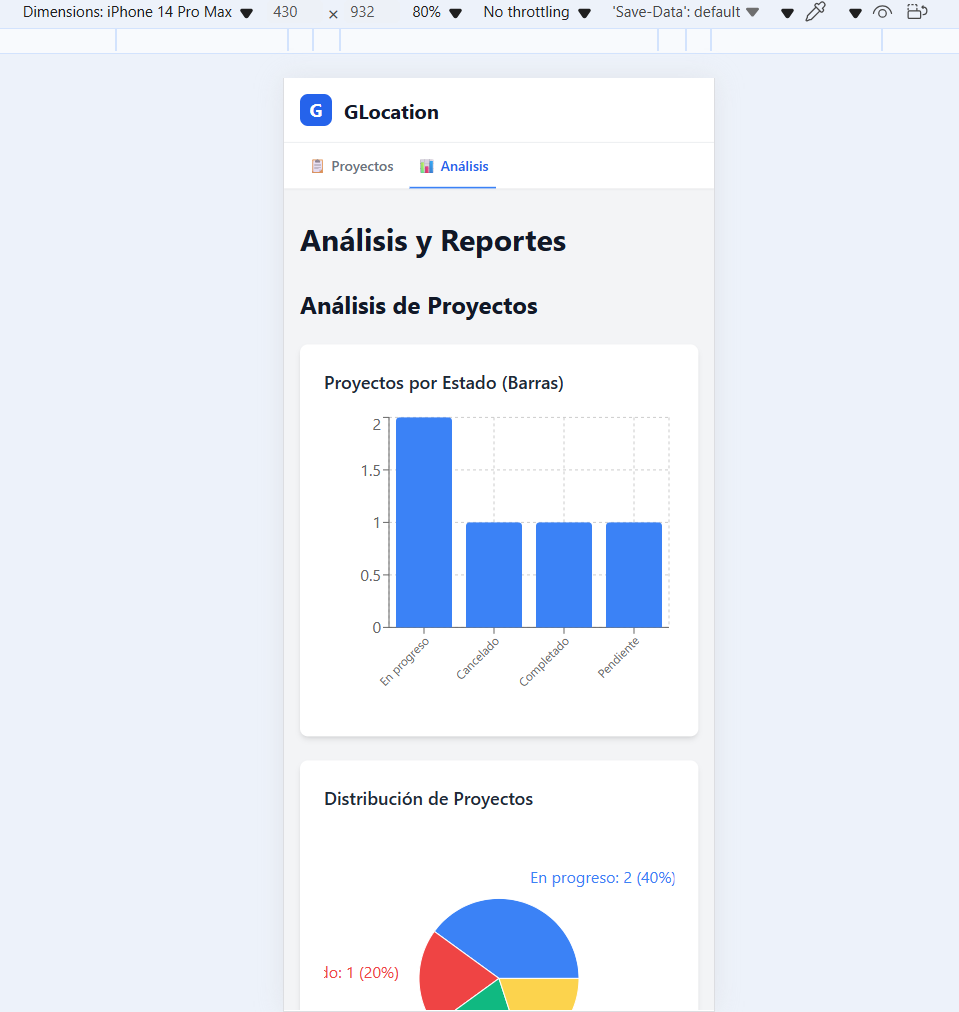 Dimensions: iPhone 14 Pro Max 430 × 932 80% No throttling 'Save-Data': default
G GLocation
Proyectos Análisis
Análisis y Reportes
Análisis de Proyectos
Proyectos por Estado (Barras)
2
1.5
1
0.5
0
En progreso Cancelado Completado Pendiente
Distribución de Proyectos
En progreso: 2 (40%)
do: 1 (20%)